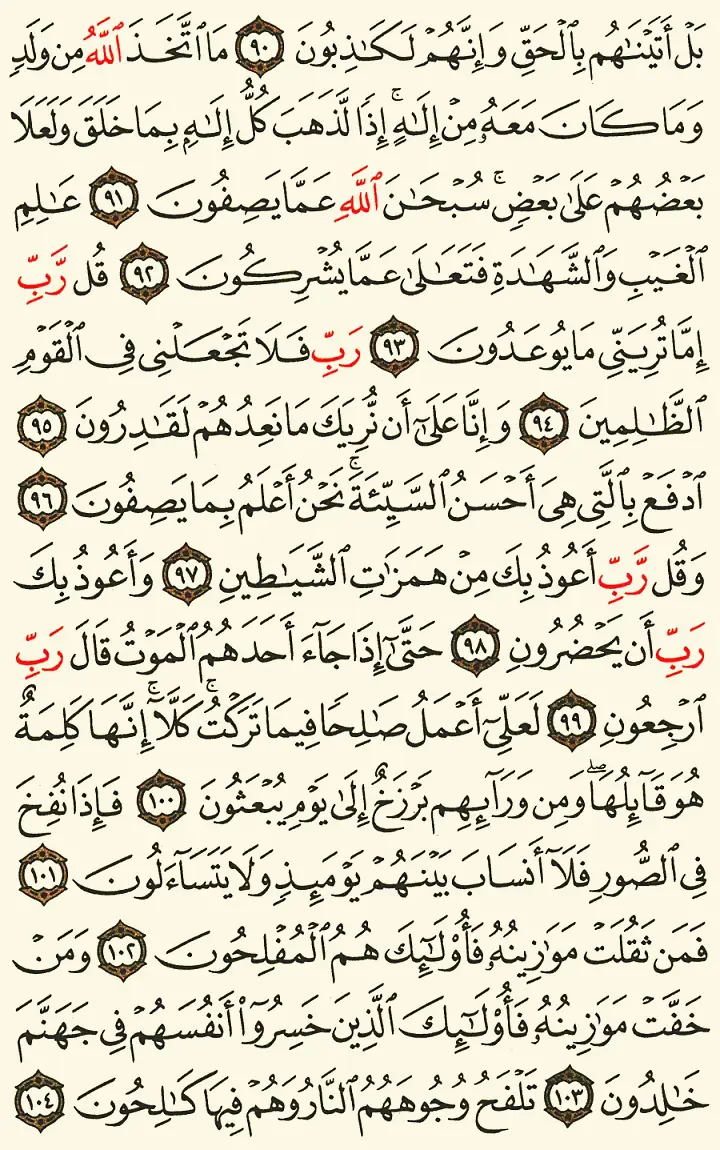 بَلْ أَتَيْنَـٰهُم بِٱلْحَقِّ وَإِنَّهُمْ لَكَـٰذِبُونَ ٩٠ مَا ٱتَّخَذَ ٱللَّهُ مِن وَلَدٍ
وَمَا كَانَ مَعَهُۥ مِنْ إِلَـٰهٍ ۚ إِذًا لَّذَهَبَ كُلُّ إِلَـٰهٍۭ بِمَا خَلَقَ وَلَعَلَا
بَعْضُهُمْ عَلَىٰ بَعْضٍ ۚ سُبْحَـٰنَ ٱللَّهِ عَمَّا يَصِفُونَ ٩١ عَـٰلِمِ
ٱلْغَيْبِ وَٱلشَّهَـٰدَةِ فَتَعَـٰلَىٰ عَمَّا يُشْرِكُونَ ٩٢ قُل رَّبِّ
إِمَّا تُرِيَنِّى مَا يُوعَدُونَ ٩٣ رَبِّ فَلَا تَجْعَلْنِى فِى ٱلْقَوْمِ
ٱلظَّـٰلِمِينَ ٩٤ وَإِنَّا عَلَىٰٓ أَن نُّرِيَكَ مَا نَعِدُهُمْ لَقَـٰدِرُونَ ٩٥
ٱدْفَعْ بِٱلَّتِى هِىَ أَحْسَنُ ٱلسَّيِّئَةَ ۚ نَحْنُ أَعْلَمُ بِمَا يَصِفُونَ ٩٦
وَقُل رَّبِّ أَعُوذُ بِكَ مِنْ هَمَزَٰتِ ٱلشَّيَـٰطِينِ ٩٧ وَأَعُوذُ بِكَ
رَبِّ أَن يَحْضُرُونِ ٩٨ حَتَّىٰٓ إِذَا جَآءَ أَحَدَهُمُ ٱلْمَوْتُ قَالَ رَبِّ
ٱرْجِعُونِ ٩٩ لَعَلِّىٓ أَعْمَلُ صَـٰلِحًا فِيمَا تَرَكْتُ ۚ كَلَّآ ۚ إِنَّهَا كَلِمَةٌ
هُوَ قَآئِلُهَا ۖ وَمِن وَرَآئِهِم بَرْزَخٌ إِلَىٰ يَوْمِ يُبْعَثُونَ ١٠٠ فَإِذَا نُفِخَ
فِى ٱلصُّورِ فَلَآ أَنسَابَ بَيْنَهُمْ يَوْمَئِذٍ وَلَا يَتَسَآءَلُونَ ١٠١
فَمَن ثَقُلَتْ مَوَٰزِينُهُۥ فَأُو۟لَـٰٓئِكَ هُمُ ٱلْمُفْلِحُونَ ١٠٢ وَمَنْ
خَفَّتْ مَوَٰزِينُهُۥ فَأُو۟لَـٰٓئِكَ ٱلَّذِينَ خَسِرُوٓا۟ أَنفُسَهُمْ فِى جَهَنَّمَ
خَـٰلِدُونَ ١٠٣ تَلْفَحُ وُجُوهَهُمُ ٱلنَّارُ وَهُمْ فِيهَا كَـٰلِحُونَ ١٠٤